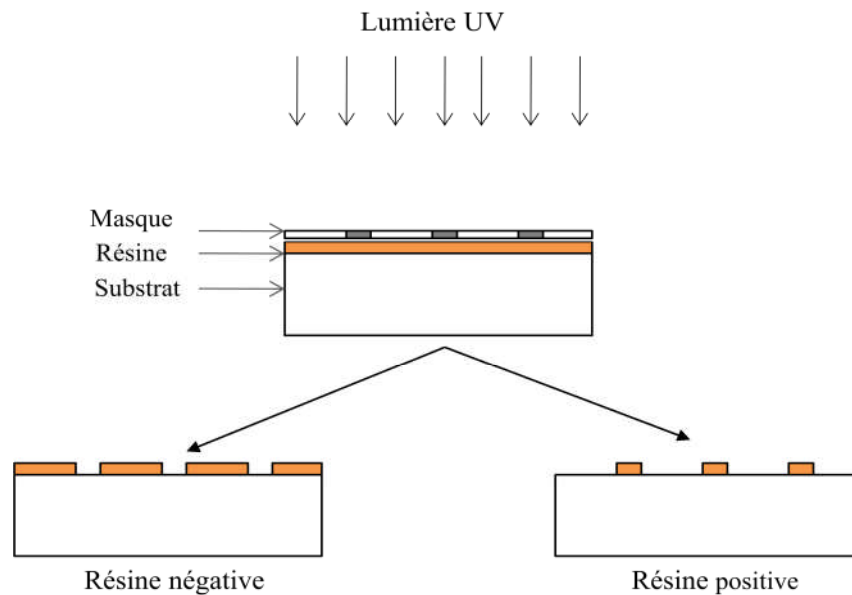 Lumière UV
Masque
Résine
Substrat
Résine négative
Résine positive